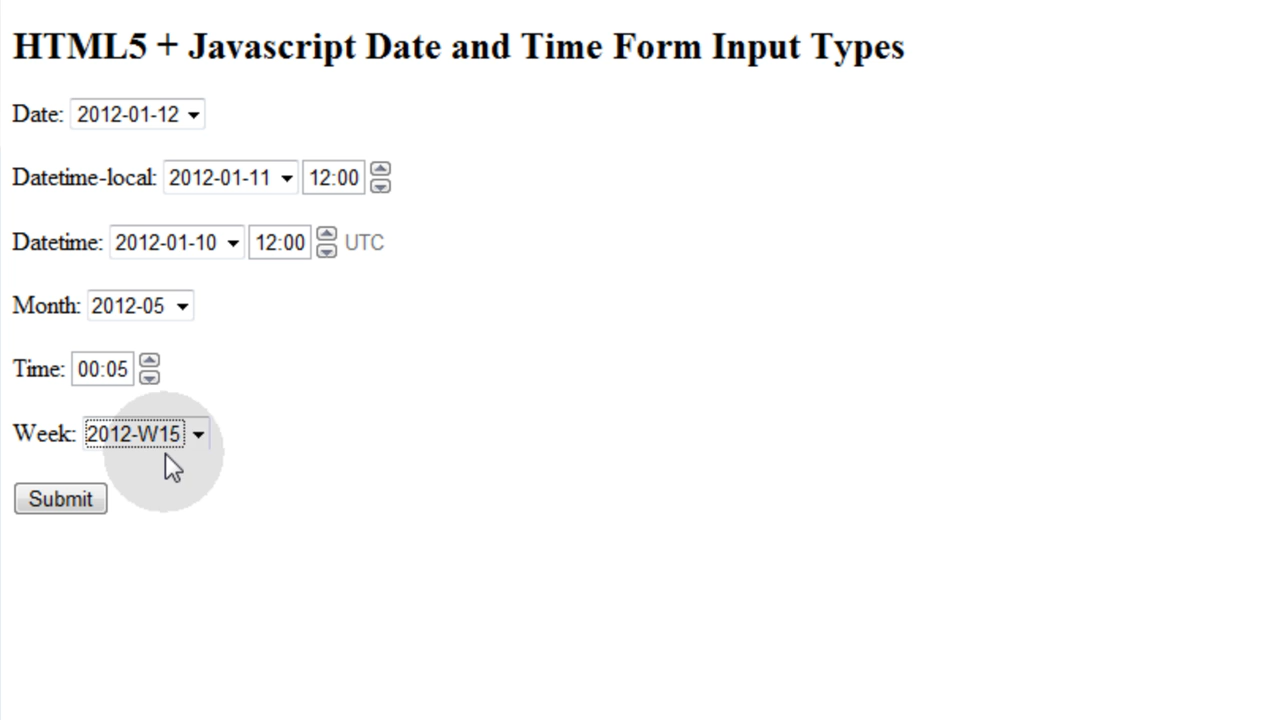 HTML5 + Javascript Date and Time Form Input Types
Date: 2012-01-12
Datetime-local: 2012-01-11 12:00
Datetime: 2012-01-10 12:00 UTC
Month: 2012-05
Time: 00:05
Week: 2012-W15
Submit